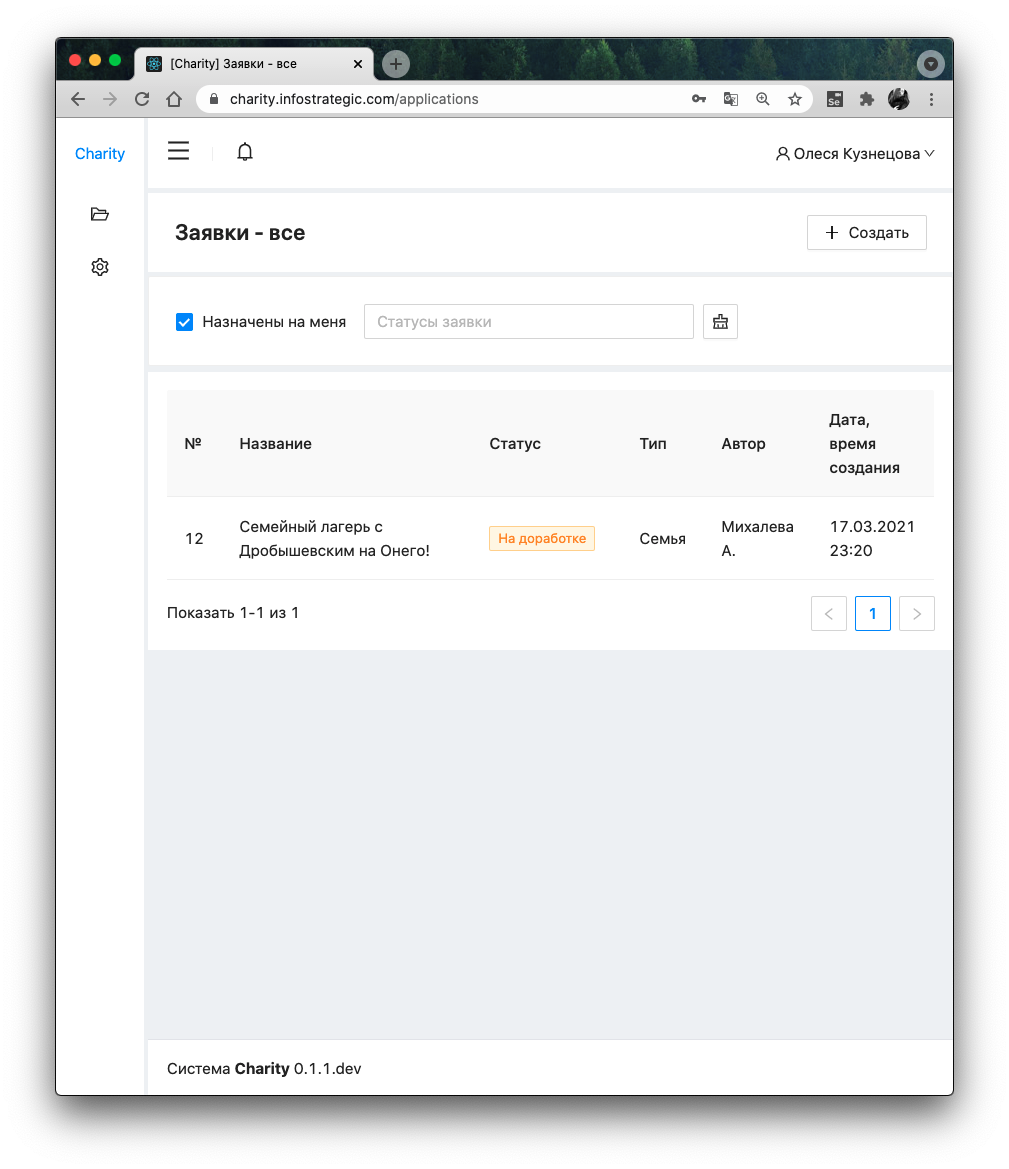 [Charity] Заявки - все
charity.infostrategic.com/applications
Se
Charity
Олеся Кузнецова
Заявки - все
Создать
Назначены на меня
Статусы заявки
№ Название Статус Тип Автор Дата,
время
создания
12 Семейный лагерь с На доработке Семья Михалева 17.03.2021
Дробышевским на Онего! А. 23:20
Показать 1-1 из 1
1
Система Charity 0.1.1.dev